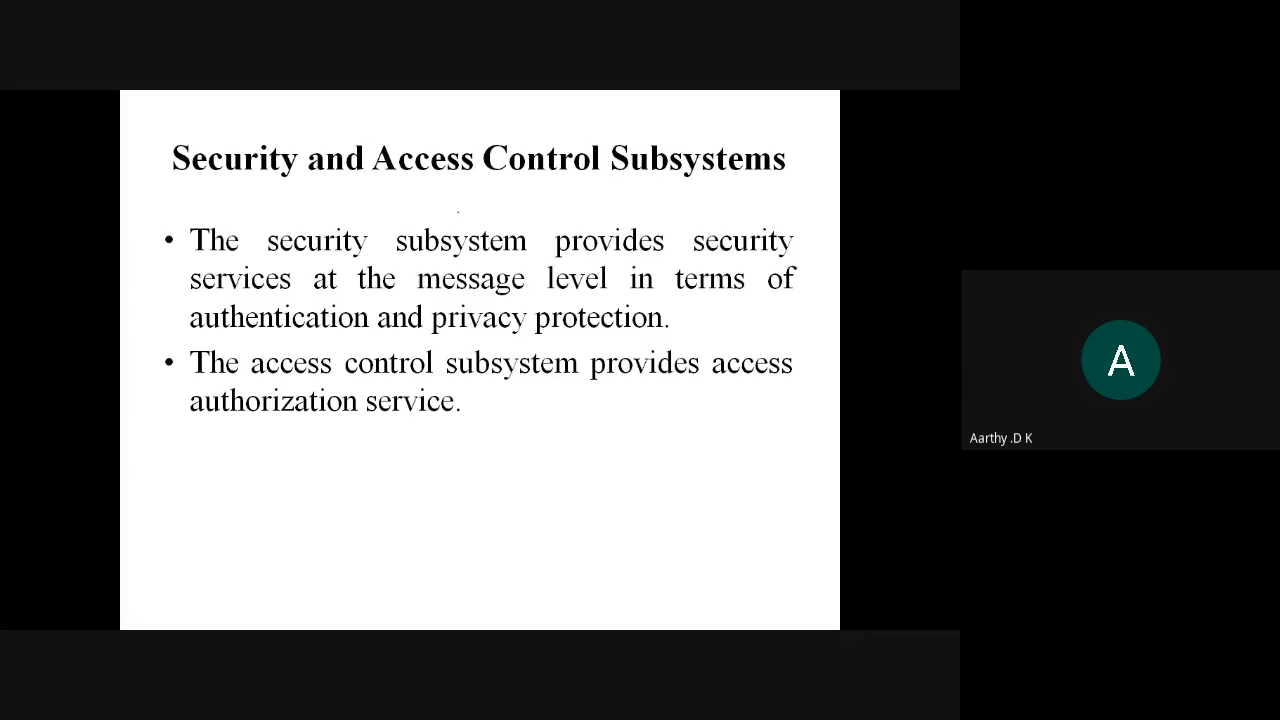 Security and Access Control Subsystems
• The security subsystem provides security
services at the message level in terms of
authentication and privacy protection.
• The access control subsystem provides access
authorization service.
A
Aarthy .D K